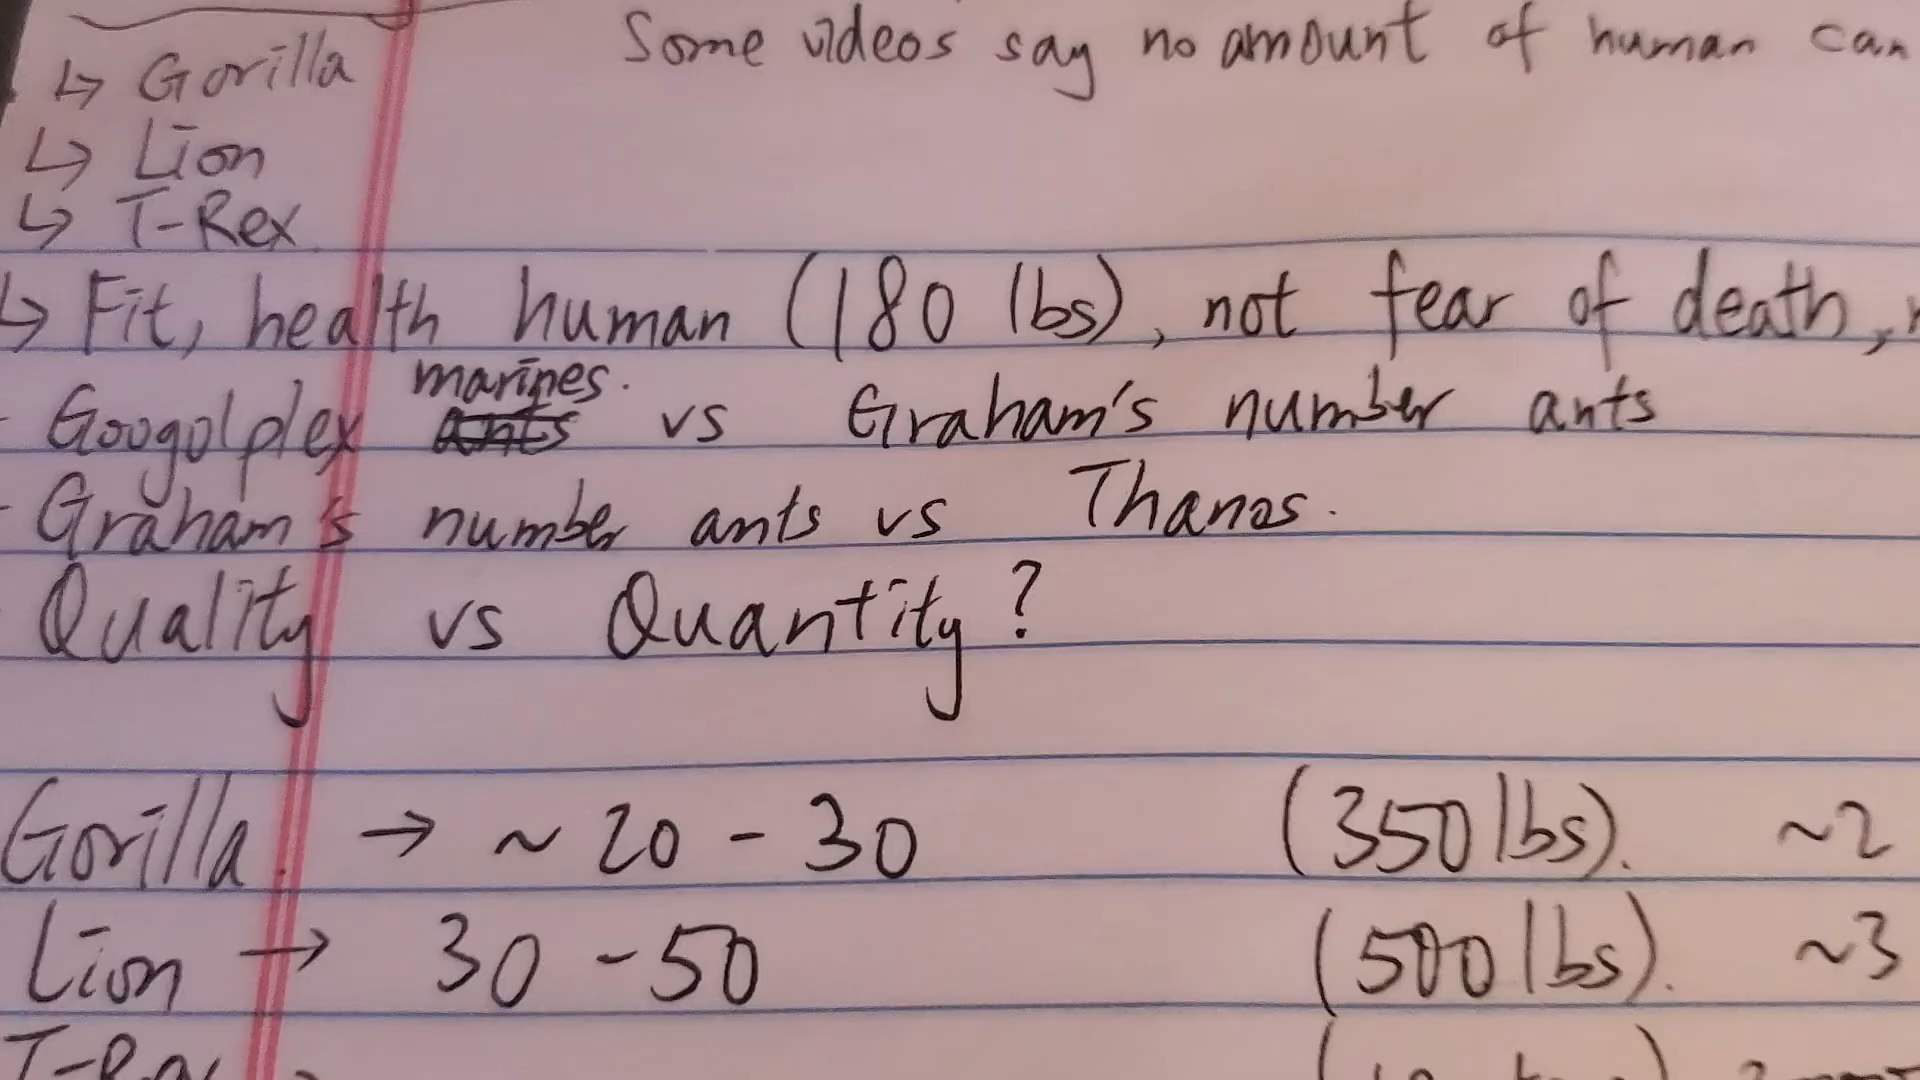 Some videos say no amount of human can
↳ Gorilla
↳ Lion
↳ T-Rex
↳ Fit, health human (180 lbs), not fear of death,
- Googolplex marines. vs Graham's number ants
- Graham's number ants vs Thanos.
Quality vs Quantity?
Gorilla. → ~ 20 - 30 (350 lbs). ~2
Lion → 30 - 50 (500 lbs). ~3
T-Rex